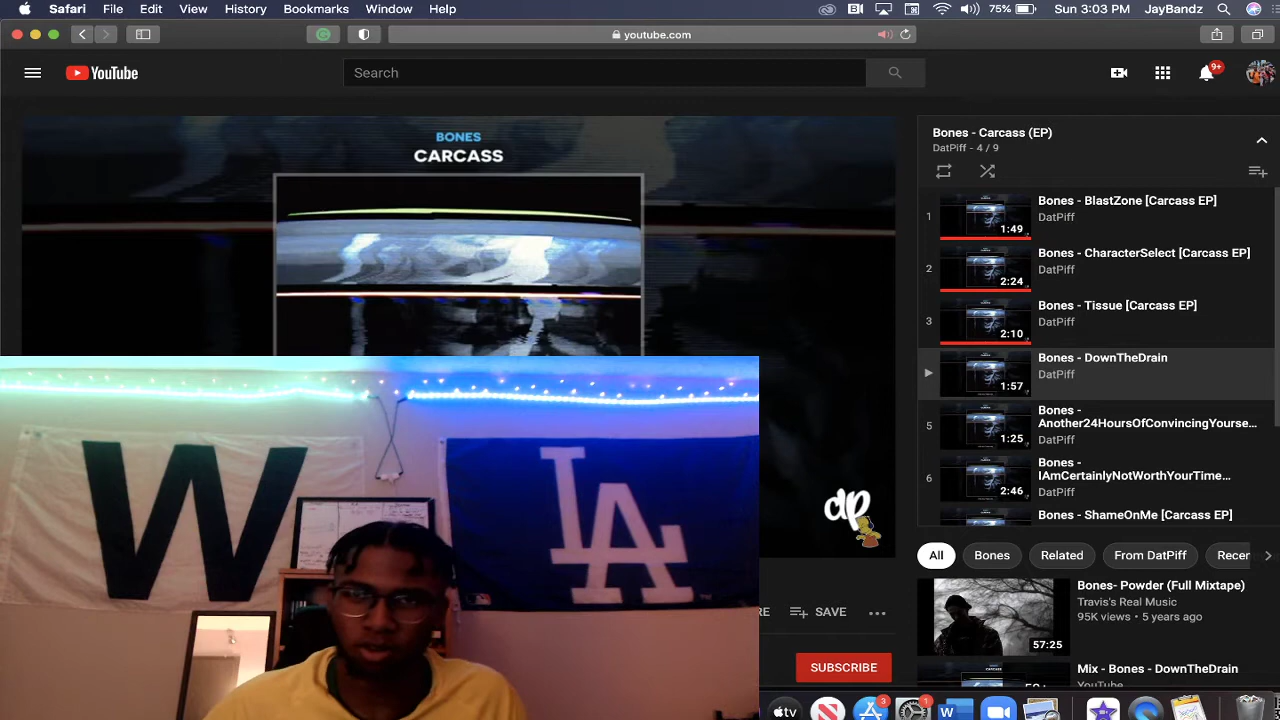 Safari File Edit View History Bookmarks Window Help
75% Sun 3:03 PM JayBandz
youtube.com
YouTube
Search
9+
BONES
CARCASS
dp
W
LA
RE SAVE
SUBSCRIBE
Bones - Carcass (EP)
DatPiff - 4 / 9
1
Bones - BlastZone [Carcass EP]
DatPiff
1:49
2
Bones - CharacterSelect [Carcass EP]
DatPiff
2:24
3
Bones - Tissue [Carcass EP]
DatPiff
2:10
Bones - DownTheDrain
DatPiff
1:57
5
Bones -
Another24HoursOfConvincingYourse...
DatPiff
1:25
6
Bones -
IAmCertainlyNotWorthYourTime...
DatPiff
2:46
Bones - ShameOnMe [Carcass EP]
All Bones Related From DatPiff Recer
Bones- Powder (Full Mixtape)
Travis's Real Music
95K views • 5 years ago
57:25
Mix - Bones - DownTheDrain
YouTube
tv
3
1
W